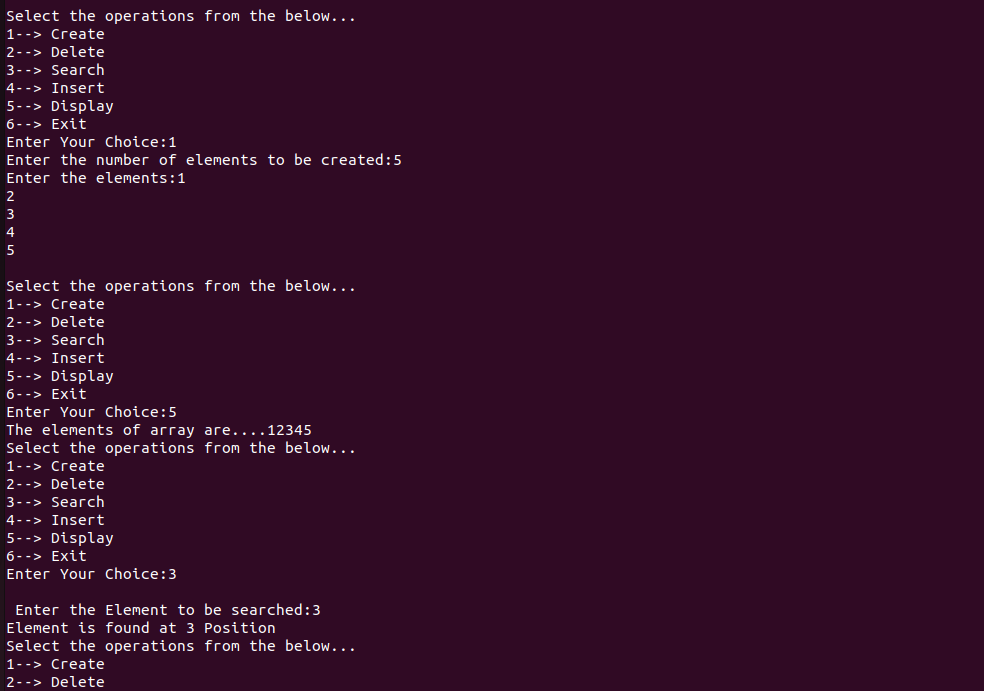 Select the operations from the below...
1--> Create
2--> Delete
3--> Search
4--> Insert
5--> Display
6--> Exit
Enter Your Choice:1
Enter the number of elements to be created:5
Enter the elements:1
2
3
4
5
Select the operations from the below...
1--> Create
2--> Delete
3--> Search
4--> Insert
5--> Display
6--> Exit
Enter Your Choice:5
The elements of array are....12345
Select the operations from the below...
1--> Create
2--> Delete
3--> Search
4--> Insert
5--> Display
6--> Exit
Enter Your Choice:3
Enter the Element to be searched:3
Element is found at 3 Position
Select the operations from the below...
1--> Create
2--> Delete